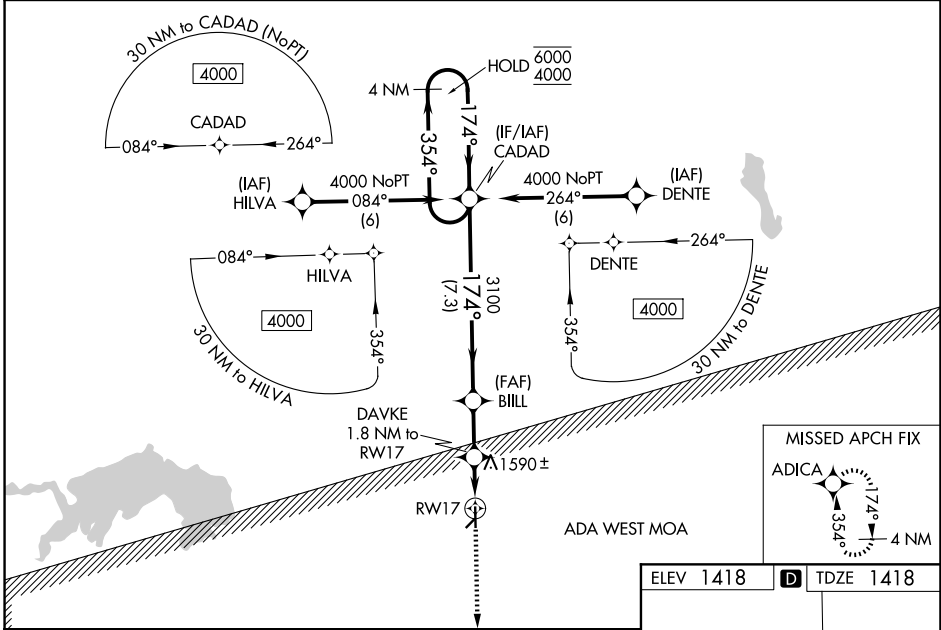 30 NM to CADAD (NoPT)
4000
CADAD
084°
264°
HOLD 6000
4000
4 NM
354°
174°
(IF/IAF)
CADAD
(IAF)
HILVA
4000 NoPT
084°
(6)
4000 NoPT
264°
(6)
(IAF)
DENTE
084°
HILVA
4000
354°
30 NM to HILVA
3100
174°
(7.3)
264°
DENTE
4000
354°
30 NM to DENTE
(FAF)
BIILL
DAVKE
1.8 NM to
RW17
1590±
RW17
ADA WEST MOA
MISSED APCH FIX
ADICA
174°
354°
4 NM
ELEV 1418 D TDZE 1418